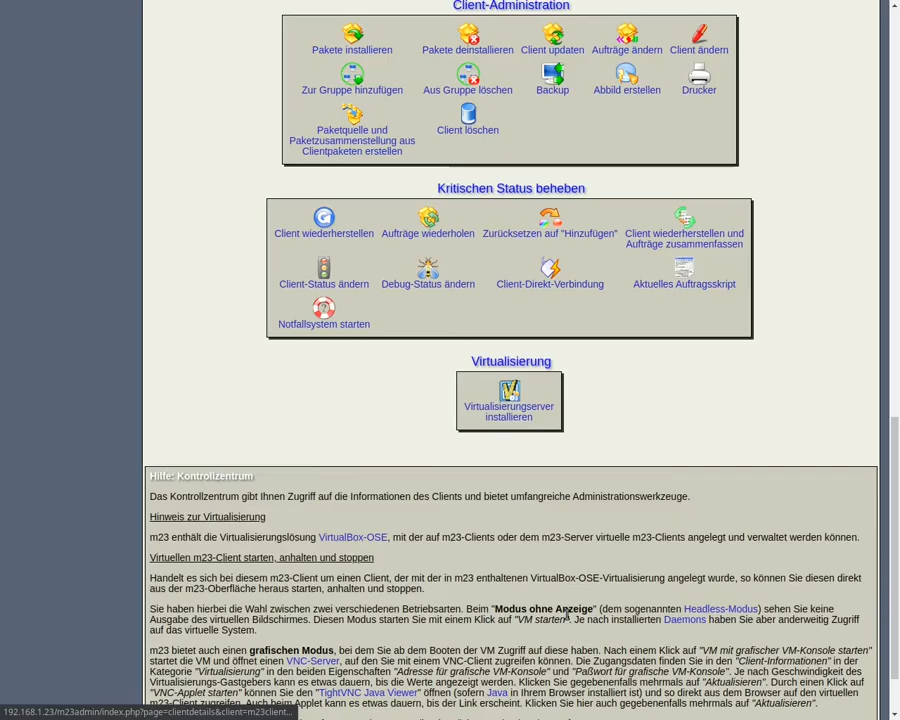 Client-Administration
Pakete installieren
Pakete deinstallieren
Client updaten
Aufträge ändern
Client ändern
Zur Gruppe hinzufügen
Aus Gruppe löschen
Backup
Abbild erstellen
Drucker
Paketquelle und
Paketzusammenstellung aus
Clientpaketen erstellen
Client löschen
Kritischen Status beheben
Client wiederherstellen
Aufträge wiederholen
Zurücksetzen auf "Hinzufügen"
Client wiederherstellen und
Aufträge zusammenfassen
Client-Status ändern
Debug-Status ändern
Client-Direkt-Verbindung
Aktuelles Auftragsskript
Notfallsystem starten
Virtualisierung
Virtualisierungserver
installieren
Hilfe: Kontrollzentrum
Das Kontrollzentrum gibt Ihnen Zugriff auf die Informationen des Clients und bietet umfangreiche Administrationswerkzeuge.
Hinweis zur Virtualisierung
m23 enthält die Virtualisierungslösung VirtualBox-OSE, mit der auf m23-Clients oder dem m23-Server virtuelle m23-Clients angelegt und verwaltet werden können.
Virtuellen m23-Client starten, anhalten und stoppen
Handelt es sich bei diesem m23-Client um einen Client, der mit der in m23 enthaltenen VirtualBox-OSE-Virtualisierung angelegt wurde, so können Sie diesen direkt
aus der m23-Oberfläche heraus starten, anhalten und stoppen.
Sie haben hierbei die Wahl zwischen zwei verschiedenen Betriebsarten. Beim "Modus ohne Anzeige" (dem sogenannten Headless-Modus) sehen Sie keine
Ausgabe des virtuellen Bildschirmes. Diesen Modus starten Sie mit einem Klick auf "VM starten". Je nach installierten Daemons haben Sie aber anderweitig Zugriff
auf das virtuelle System.
m23 bietet auch einen grafischen Modus, bei dem Sie ab dem Booten der VM Zugriff auf diese haben. Nach einem Klick auf "VM mit grafischer VM-Konsole starten"
startet die VM und öffnet einen VNC-Server, auf den Sie mit einem VNC-Client zugreifen können. Die Zugangsdaten finden Sie in den "Client-Informationen" in der
Kategorie "Virtualisierung" in den beiden Eigenschaften "Adresse für grafische VM-Konsole" und "Paßwort für grafische VM-Konsole". Je nach Geschwindigkeit des
Virtualisierungs-Gastgebers kann es etwas dauern, bis die Werte angezeigt werden. Klicken Sie gegebenenfalls mehrmals auf "Aktualisieren". Durch einen Klick auf
"VNC-Applet starten" können Sie den "TightVNC Java Viewer" öffnen (sofern Java in Ihrem Browser installiert ist) und so direkt aus dem Browser auf den virtuellen
m23-Client zugreifen. Auch beim Applet kann es etwas dauern, bis der Link erscheint. Klicken Sie hier auch gegebenenfalls mehrmals auf "Aktualisieren".
192.168.1.23/m23admin/index.php?page=clientdetails&client=m23client...